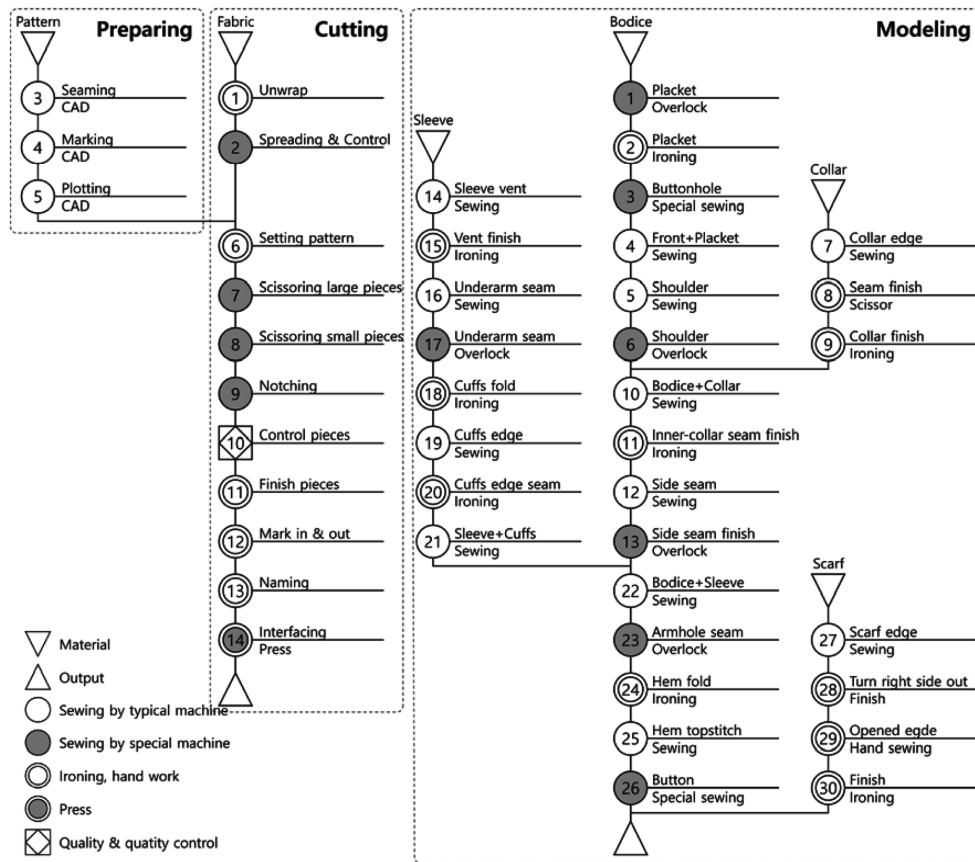 Pattern
Preparing
3
Seaming
CAD
4
Marking
CAD
5
Plotting
CAD
Fabric
Cutting
1
Unwrap
2
Spreading & Control
6
Setting pattern
7
Scissoring large pieces
8
Scissoring small pieces
9
Notching
10
Control pieces
11
Finish pieces
12
Mark in & out
13
Naming
14
Interfacing
Press
Modeling
Sleeve
14
Sleeve vent
Sewing
15
Vent finish
Ironing
16
Underarm seam
Sewing
17
Underarm seam
Overlock
18
Cuffs fold
Ironing
19
Cuffs edge
Sewing
20
Cuffs edge seam
Ironing
21
Sleeve+Cuffs
Sewing
Bodice
1
Placket
Overlock
2
Placket
Ironing
3
Buttonhole
Special sewing
4
Front+Placket
Sewing
5
Shoulder
Sewing
6
Shoulder
Overlock
10
Bodice+Collar
Sewing
11
Inner-collar seam finish
Ironing
12
Side seam
Sewing
13
Side seam finish
Overlock
22
Bodice+Sleeve
Sewing
23
Armhole seam
Overlock
24
Hem fold
Ironing
25
Hem topstitch
Sewing
26
Button
Special sewing
Collar
7
Collar edge
Sewing
8
Seam finish
Scissor
9
Collar finish
Ironing
Scarf
27
Scarf edge
Sewing
28
Turn right side out
Finish
29
Opened egde
Hand sewing
30
Finish
Ironing
Material
Output
Sewing by typical machine
Sewing by special machine
Ironing, hand work
Press
Quality & quatity control